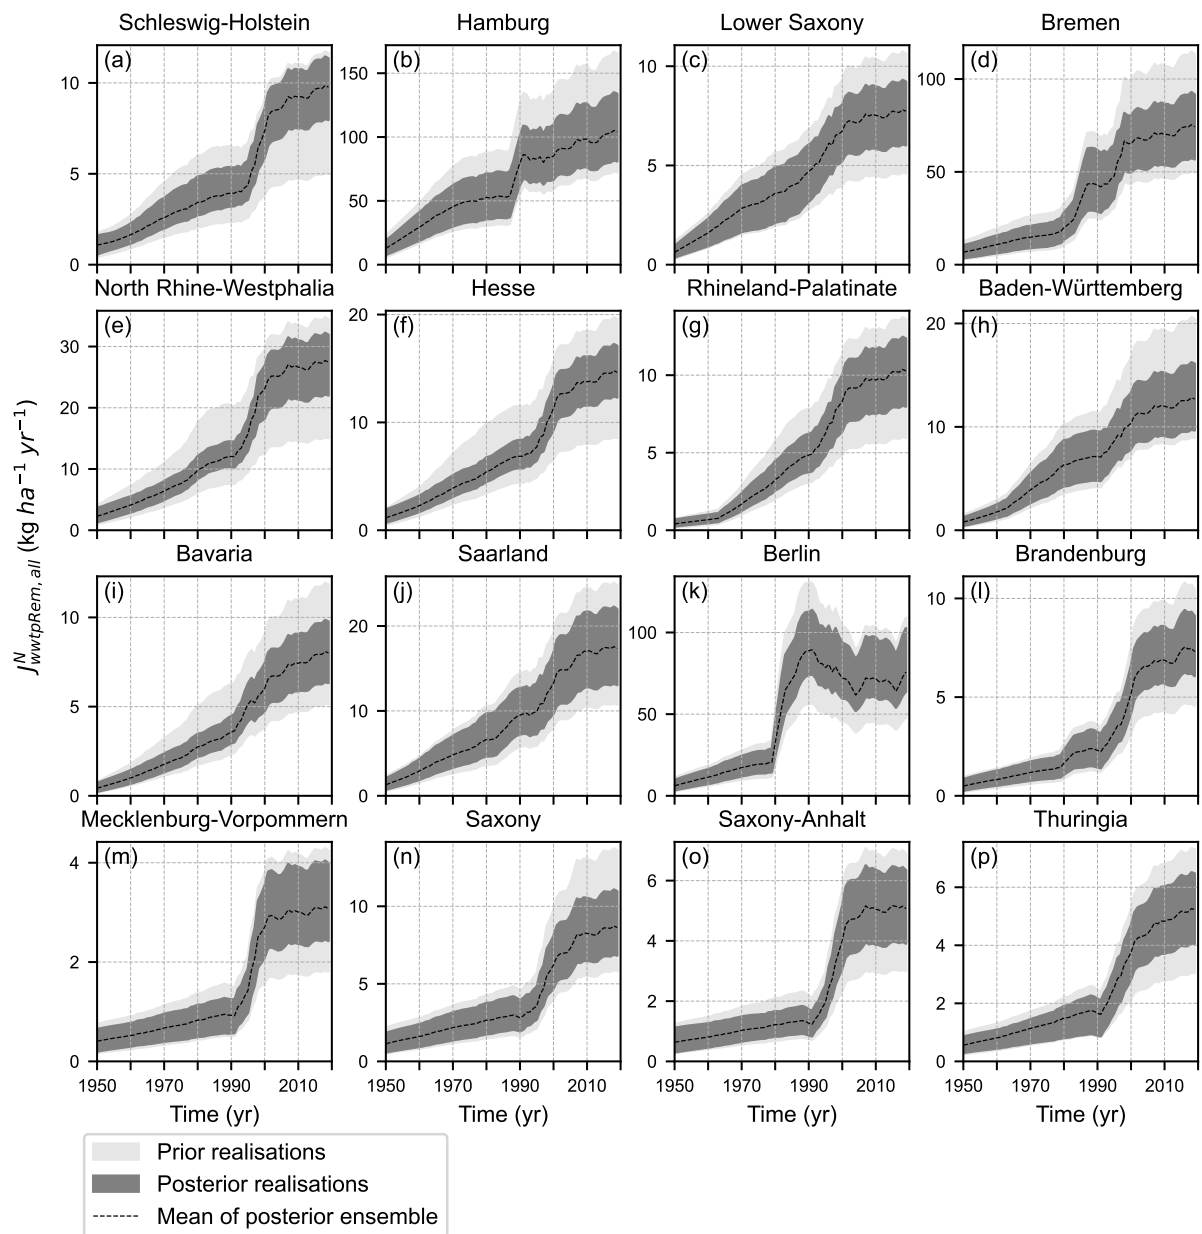 Schleswig-Holstein Hamburg Lower Saxony Bremen
(a) (b) (c) (d)
10 150 10 100
5 100 5 50
50
0 0 0 0
North Rhine-Westphalia Hesse Rhineland-Palatinate Baden-Württemberg
(e) (f) (g) (h)
30 20 10 20
20 10 5 10
10
0 0 0 0
J^N_{wwtpRem, all} (kg ha⁻¹ yr⁻¹)
Bavaria Saarland Berlin Brandenburg
(i) (j) (k) (l)
10 20 100 10
5 10 50 5
0 0 0 0
Mecklenburg-Vorpommern Saxony Saxony-Anhalt Thuringia
(m) (n) (o) (p)
4 10 6 6
2 5 4 4
2 2
0 0 0 0
1950 1970 1990 2010 1950 1970 1990 2010 1950 1970 1990 2010 1950 1970 1990 2010
Time (yr) Time (yr) Time (yr) Time (yr)
Prior realisations
Posterior realisations
Mean of posterior ensemble